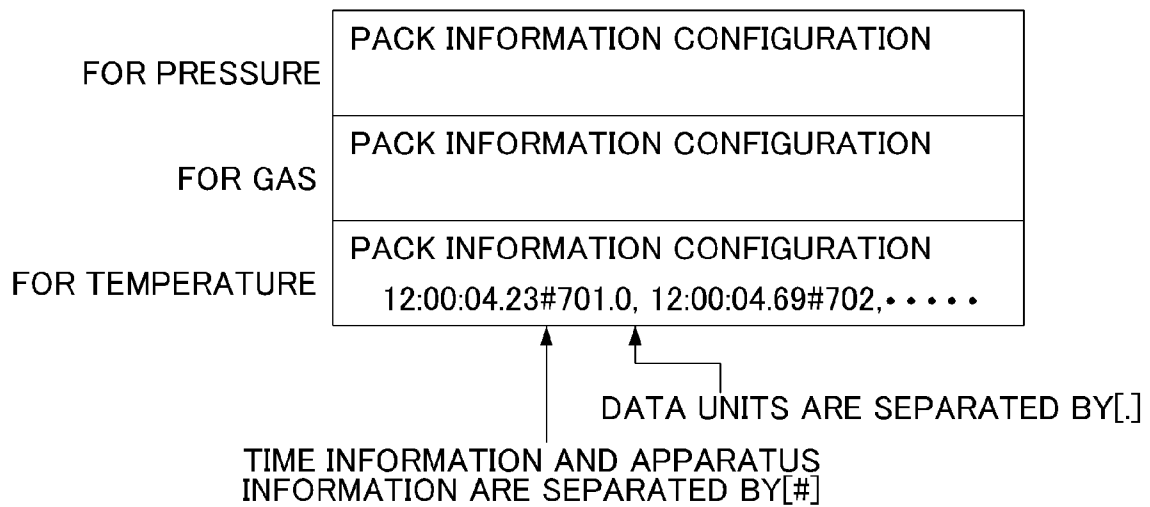 PACK INFORMATION CONFIGURATION
FOR PRESSURE
PACK INFORMATION CONFIGURATION
FOR GAS
PACK INFORMATION CONFIGURATION
FOR TEMPERATURE
12:00:04.23#701.0, 12:00:04.69#702,・・・・・
DATA UNITS ARE SEPARATED BY[.]
TIME INFORMATION AND APPARATUS
INFORMATION ARE SEPARATED BY[#]